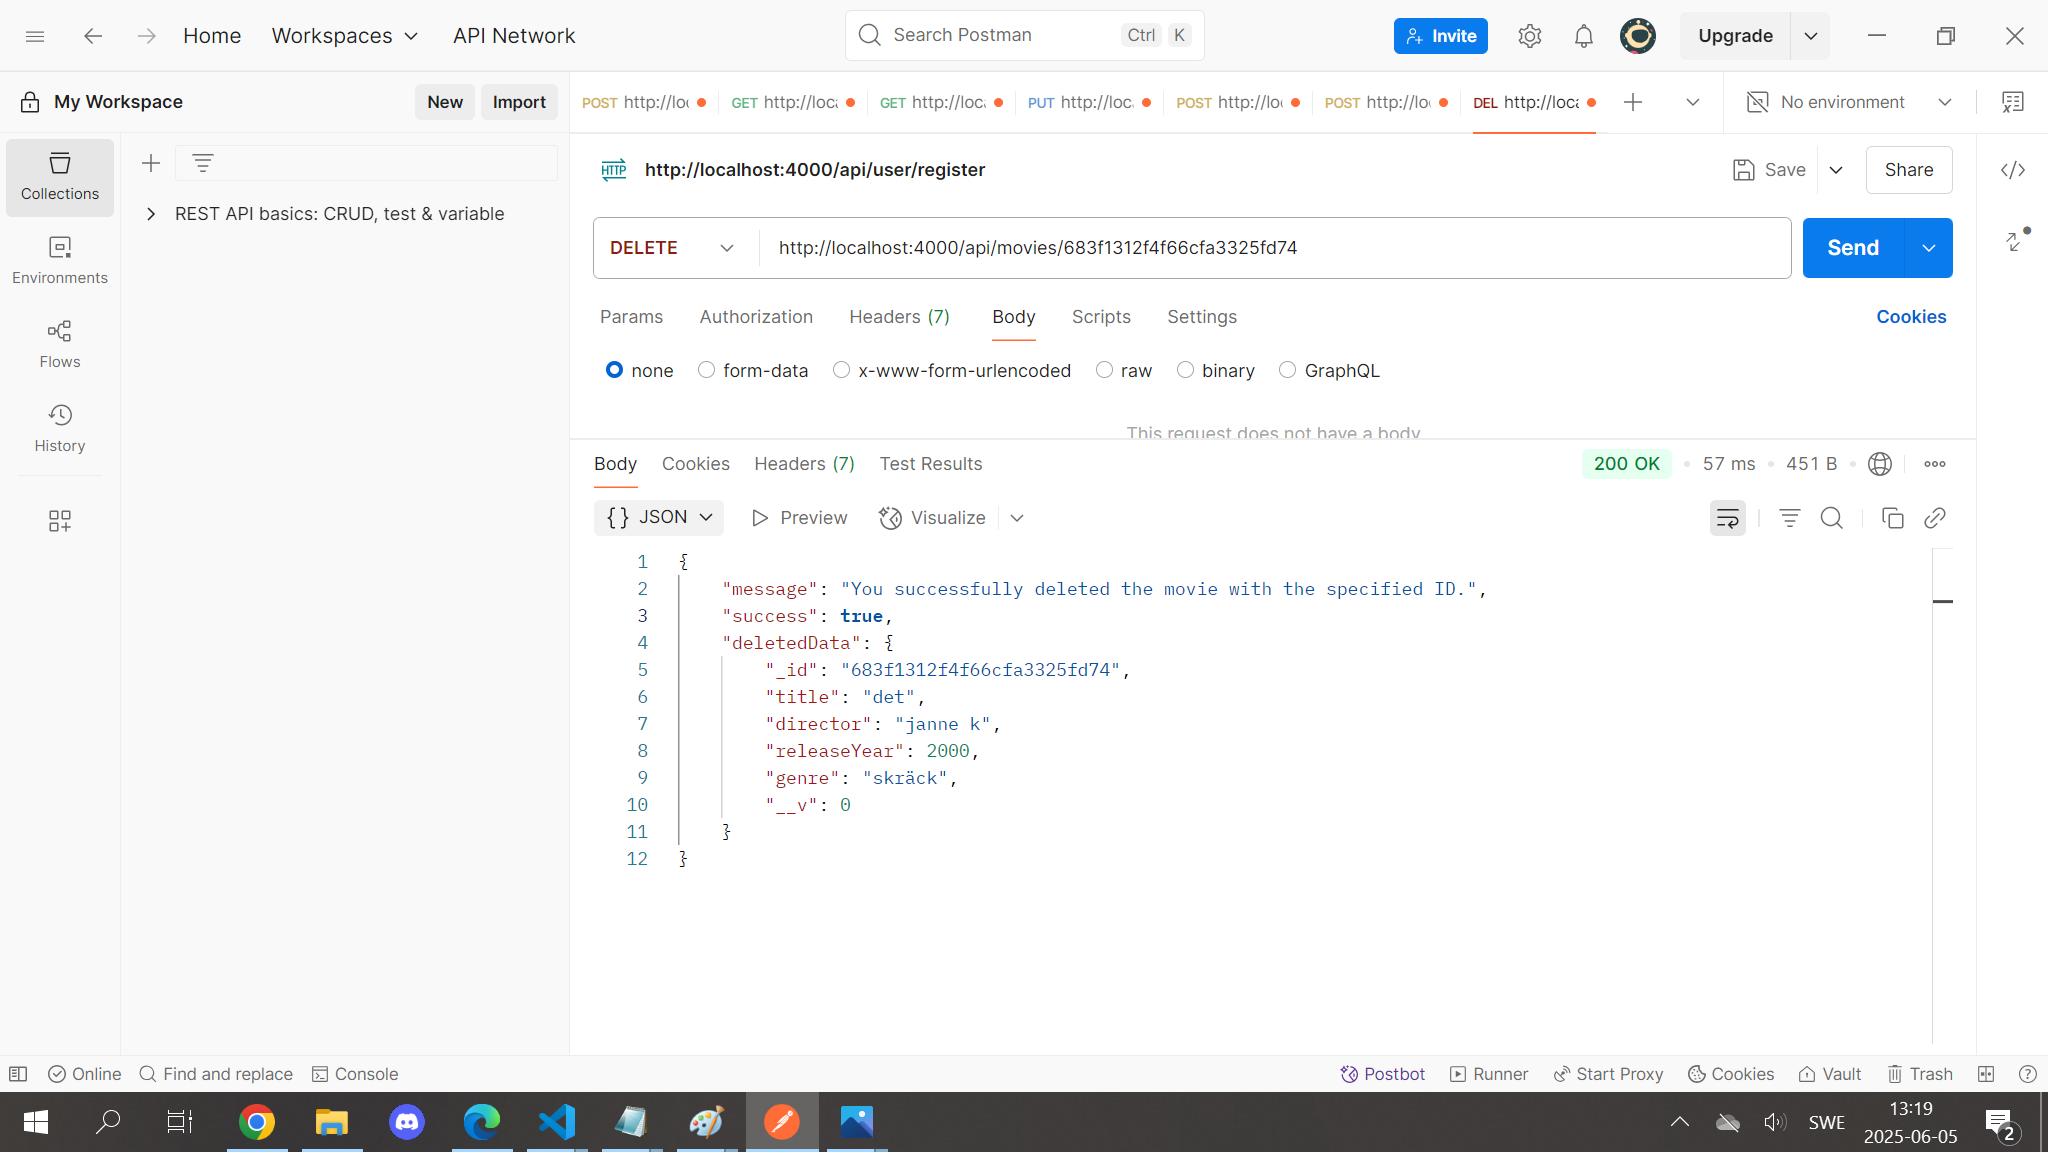 Home Workspaces API Network Search Postman Ctrl K Invite Upgrade
My Workspace New Import POST http://loc GET http://loca GET http://loca PUT http://loc POST http://loc POST http://loc DEL http://loca No environment
Collections
REST API basics: CRUD, test & variable
Environments
Flows
History
HTTP http://localhost:4000/api/user/register Save Share
DELETE http://localhost:4000/api/movies/683f1312f4f66cfa3325fd74 Send
Params Authorization Headers (7) Body Scripts Settings Cookies
none form-data x-www-form-urlencoded raw binary GraphQL
This request does not have a body
Body Cookies Headers (7) Test Results 200 OK 57 ms 451 B
{} JSON Preview Visualize
1 {
2 "message": "You successfully deleted the movie with the specified ID.",
3 "success": true,
4 "deletedData": {
5 "_id": "683f1312f4f66cfa3325fd74",
6 "title": "det",
7 "director": "janne k",
8 "releaseYear": 2000,
9 "genre": "skräck",
10 "__v": 0
11 }
12 }
Online Find and replace Console Postbot Runner Start Proxy Cookies Vault Trash
SWE 13:19
2025-06-05 2